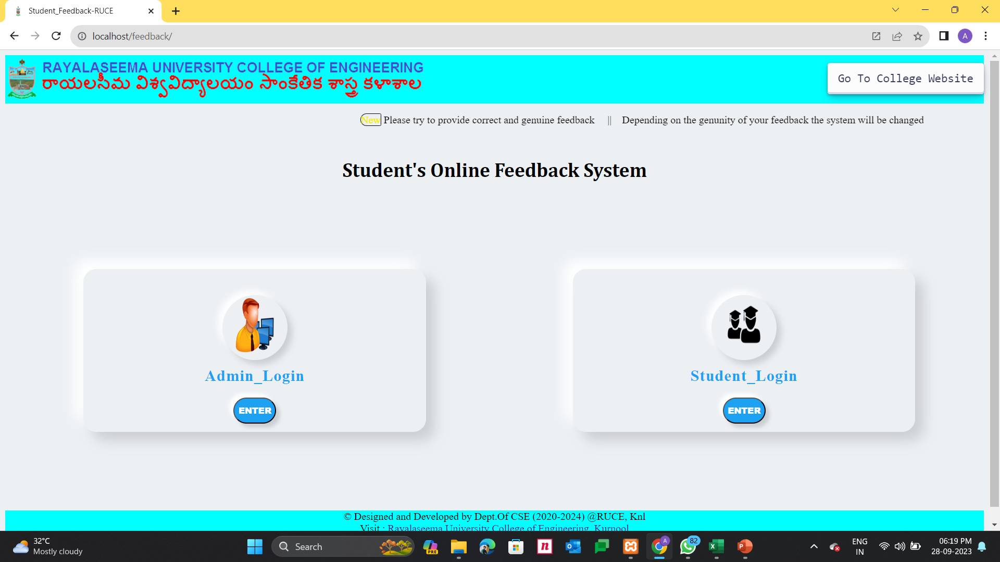 Student_Feedback-RUCE
localhost/feedback/
A
RAYALASEEMA UNIVERSITY COLLEGE OF ENGINEERING
రాయలసీమ విశ్వవిద్యాలయం సాంకేతిక శాస్త్ర కళాశాల
Go To College Website
New Please try to provide correct and genuine feedback || Depending on the genunity of your feedback the system will be changed
Student's Online Feedback System
Admin_Login
ENTER
Student_Login
ENTER
© Designed and Developed by Dept.Of CSE (2020-2024) @RUCE, Knl
Visit : Rayalaseema University College of Engineering, Kurnool
32°C
Mostly cloudy
Search
PRE
n
A
82
ENG
IN
06:19 PM
28-09-2023